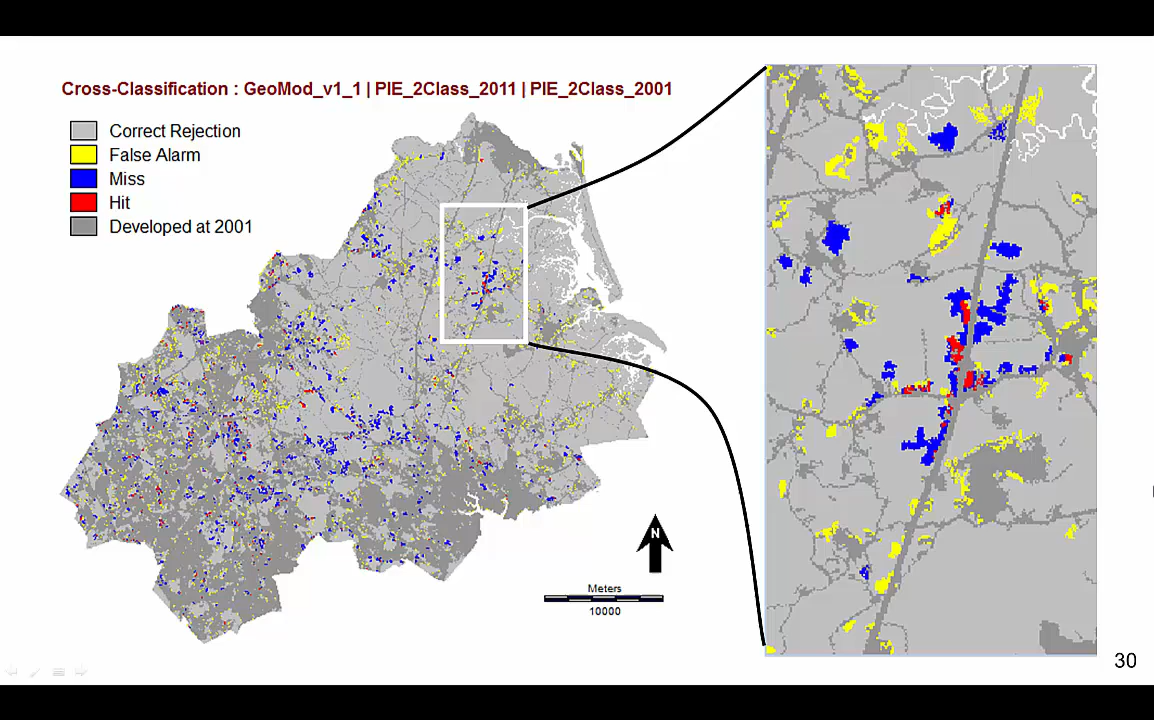 Cross-Classification : GeoMod_v1_1 | PIE_2Class_2011 | PIE_2Class_2001
Correct Rejection
False Alarm
Miss
Hit
Developed at 2001
N
Meters
10000
30